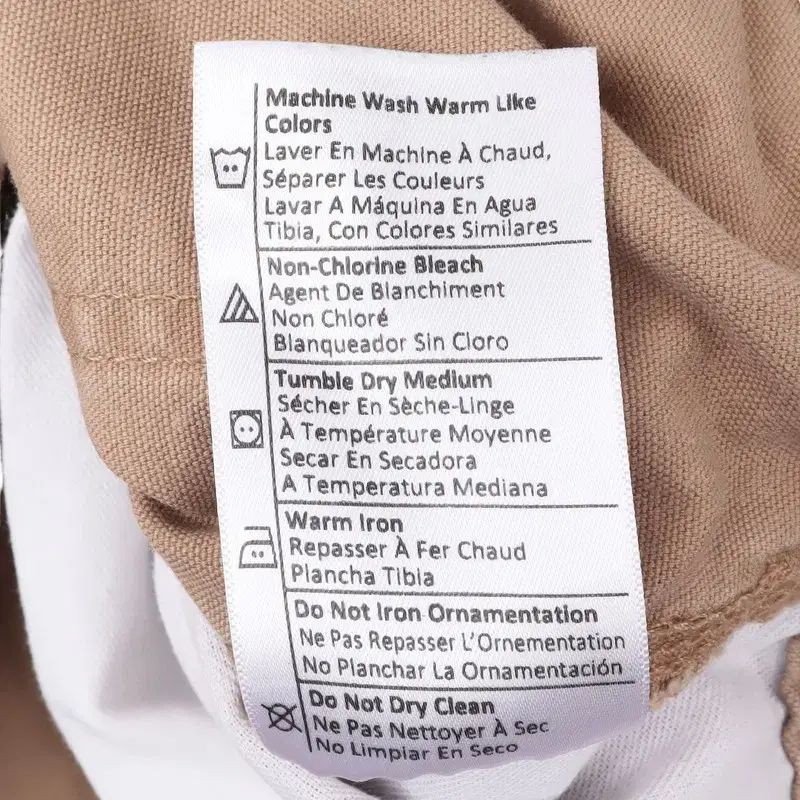 Machine Wash Warm Like
Colors
Laver En Machine À Chaud,
Séparer Les Couleurs
Lavar A Máquina En Agua
Tibia, Con Colores Similares
Non-Chlorine Bleach
Agent De Blanchiment
Non Chloré
Blanqueador Sin Cloro
Tumble Dry Medium
Sécher En Sèche-Linge
À Température Moyenne
Secar En Secadora
A Temperatura Mediana
Warm Iron
Repasser À Fer Chaud
Plancha Tibia
Do Not Iron Ornamentation
Ne Pas Repasser L'Ornementation
No Planchar La Ornamentación
Do Not Dry Clean
Ne Pas Nettoyer À Sec
No Limpiar En Seco